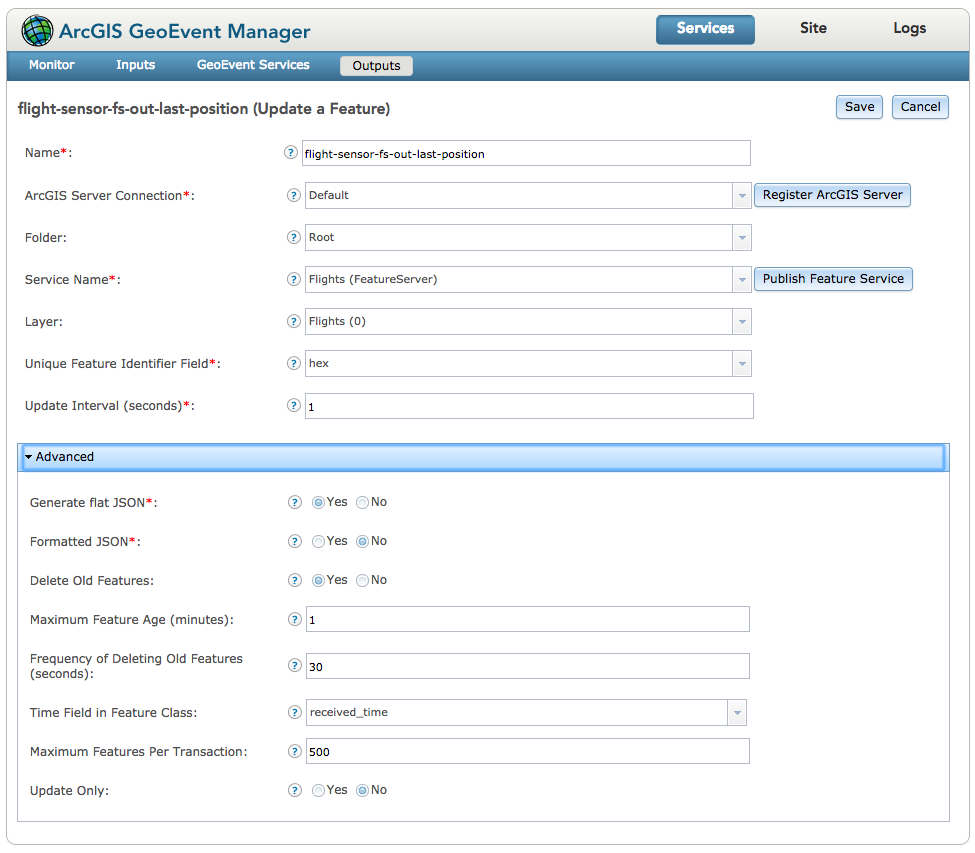 ArcGIS GeoEvent Manager
Services Site Logs
Monitor Inputs GeoEvent Services Outputs
flight-sensor-fs-out-last-position (Update a Feature) Save Cancel
Name*: ? flight-sensor-fs-out-last-position
ArcGIS Server Connection*: ? Default Register ArcGIS Server
Folder: ? Root
Service Name*: ? Flights (FeatureServer) Publish Feature Service
Layer: ? Flights (0)
Unique Feature Identifier Field*: ? hex
Update Interval (seconds)*: ? 1
Advanced
Generate flat JSON*: ? Yes No
Formatted JSON*: ? Yes No
Delete Old Features: ? Yes No
Maximum Feature Age (minutes): ? 1
Frequency of Deleting Old Features
(seconds): ? 30
Time Field in Feature Class: ? received_time
Maximum Features Per Transaction: ? 500
Update Only: ? Yes No